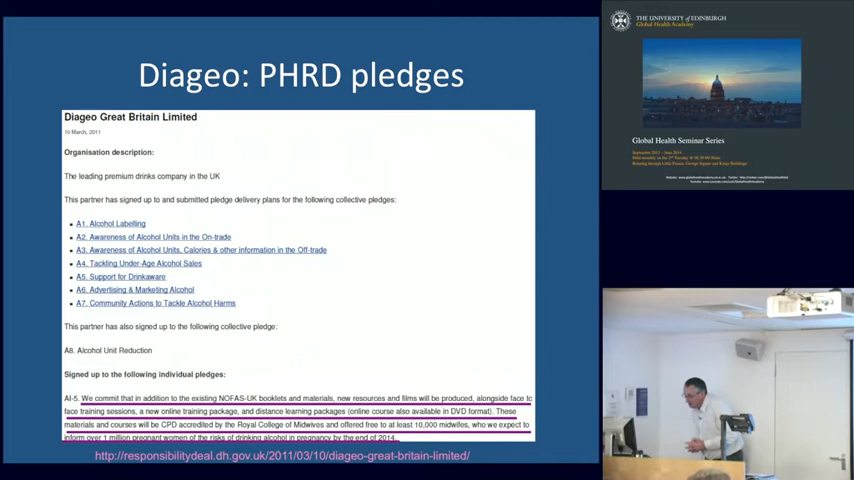 Diageo: PHRD pledges
Diageo Great Britain Limited
10 March, 2011
Organisation description:
The leading premium drinks company in the UK
This partner has signed up to and submitted pledge delivery plans for the following collective pledges:
A1. Alcohol Labelling
A2. Awareness of Alcohol Units in the On-trade
A3. Awareness of Alcohol Units, Calories & other information in the Off-trade
A4. Tackling Under-Age Alcohol Sales
A5. Support for Drinkaware
A6. Advertising & Marketing Alcohol
A7. Community Actions to Tackle Alcohol Harms
This partner has also signed up to the following collective pledge:
A8. Alcohol Unit Reduction
Signed up to the following individual pledges:
AI-5. We commit that in addition to the existing NOFAS-UK booklets and materials, new resources and films will be produced, alongside face to
face training sessions, a new online training package, and distance learning packages (online course also available in DVD format). These
materials and courses will be CPD accredited by the Royal College of Midwives and offered free to at least 10,000 midwifes, who we expect to
inform over 1 million pregnant women of the risks of drinking alcohol in pregnancy by the end of 2014.
http://responsibilitydeal.dh.gov.uk/2011/03/10/diageo-great-britain-limited/
THE UNIVERSITY of EDINBURGH
Global Health Academy
Global Health Seminar Series
September 2013 - June 2014